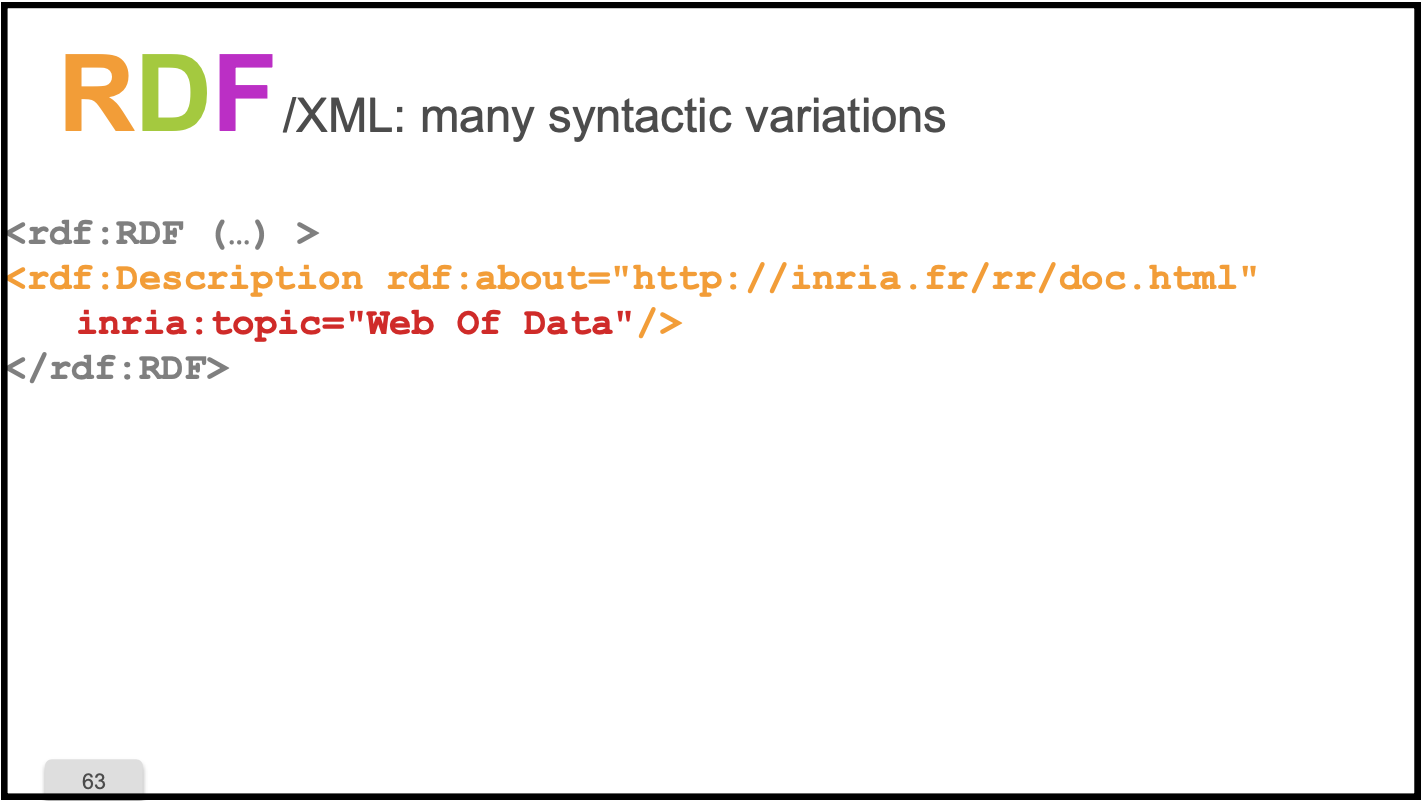 RDF /XML: many syntactic variations
<rdf:RDF (…) >
<rdf:Description rdf:about="http://inria.fr/rr/doc.html"
inria:topic="Web Of Data"/>
</rdf:RDF>
63